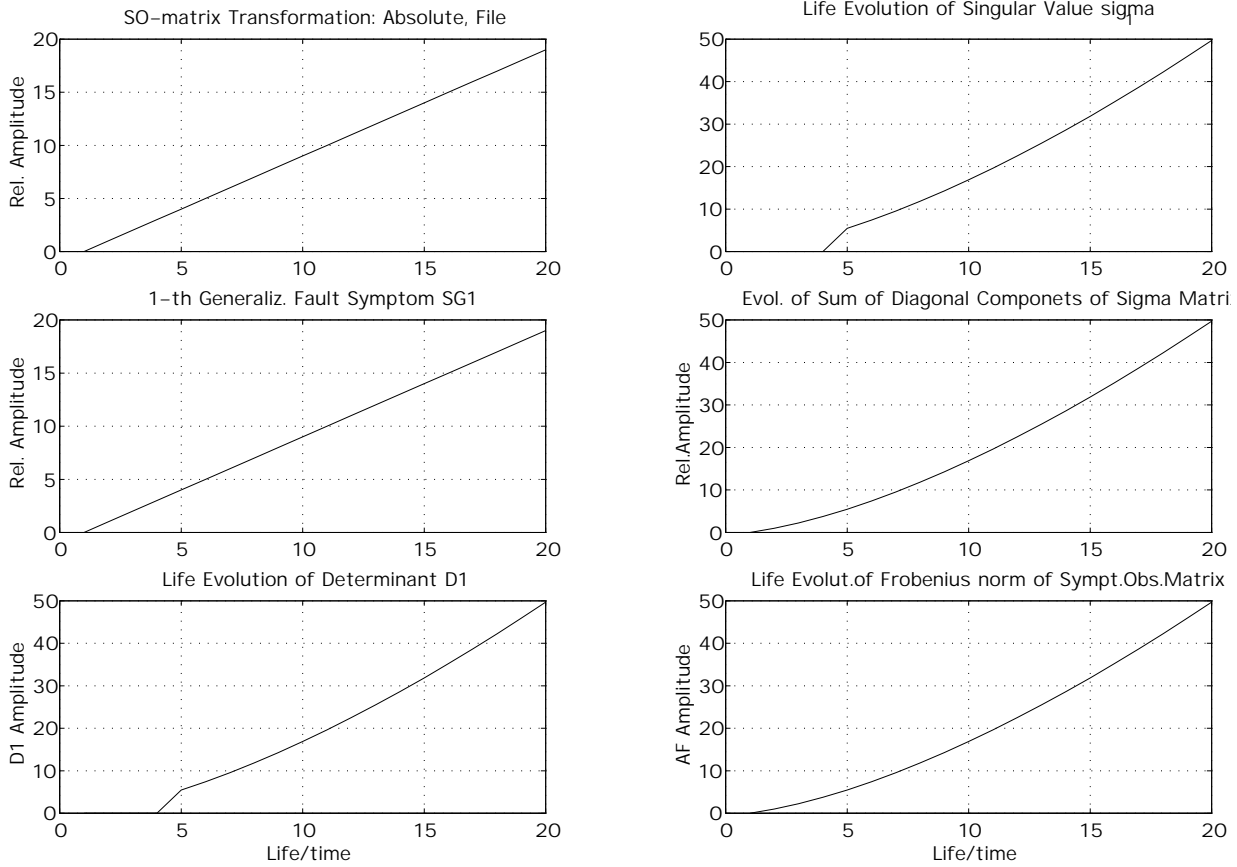 SO-matrix Transformation: Absolute, File
Rel. Amplitude
20
15
10
5
0
0 5 10 15 20
Life Evolution of Singular Value sigma1
50
40
30
20
10
0
0 5 10 15 20
1-th Generaliz. Fault Symptom SG1
Rel. Amplitude
20
15
10
5
0
0 5 10 15 20
Evol. of Sum of Diagonal Componets of Sigma Matri
Rel.Amplitude
50
40
30
20
10
0
0 5 10 15 20
Life Evolution of Determinant D1
D1 Amplitude
50
40
30
20
10
0
0 5 10 15 20
Life/time
Life Evolut.of Frobenius norm of Sympt.Obs.Matrix
AF Amplitude
50
40
30
20
10
0
0 5 10 15 20
Life/time